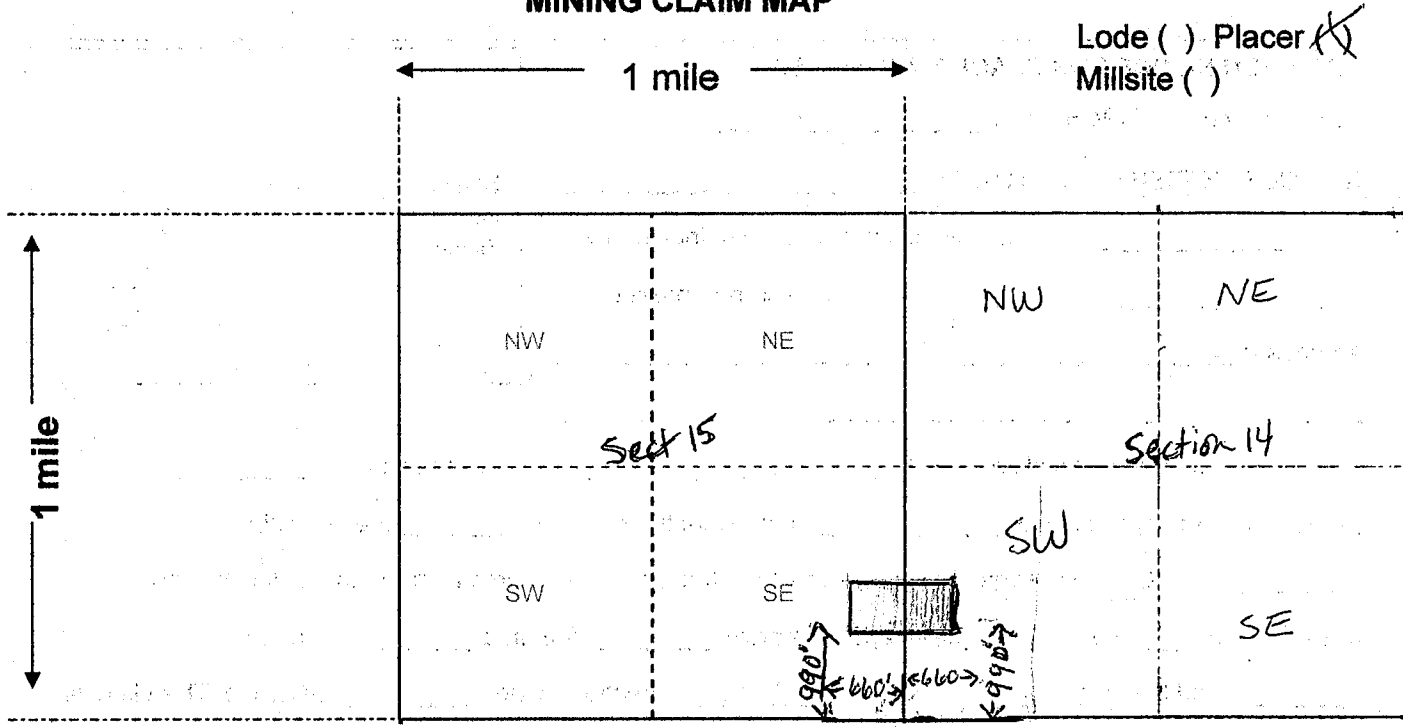 MINING CLAIM MAP
Lode ( ) Placer (X)
Millsite ( )
1 mile
NW NE
NW NE
1 mile
Sect 15
Section 14
SW
SW SE
SE
990'
660' 660
990'